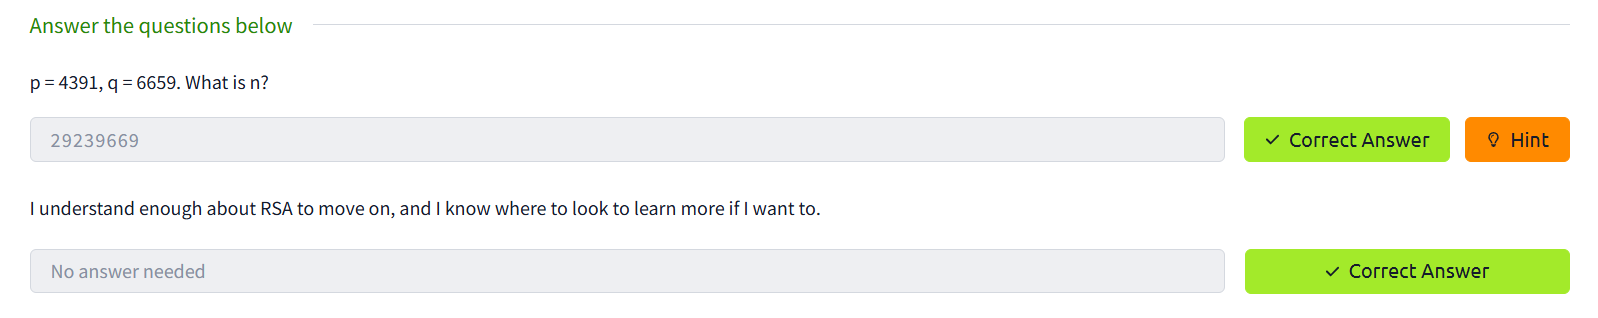 Answer the questions below
p = 4391, q = 6659. What is n?
29239669
Correct Answer
Hint
I understand enough about RSA to move on, and I know where to look to learn more if I want to.
No answer needed
Correct Answer